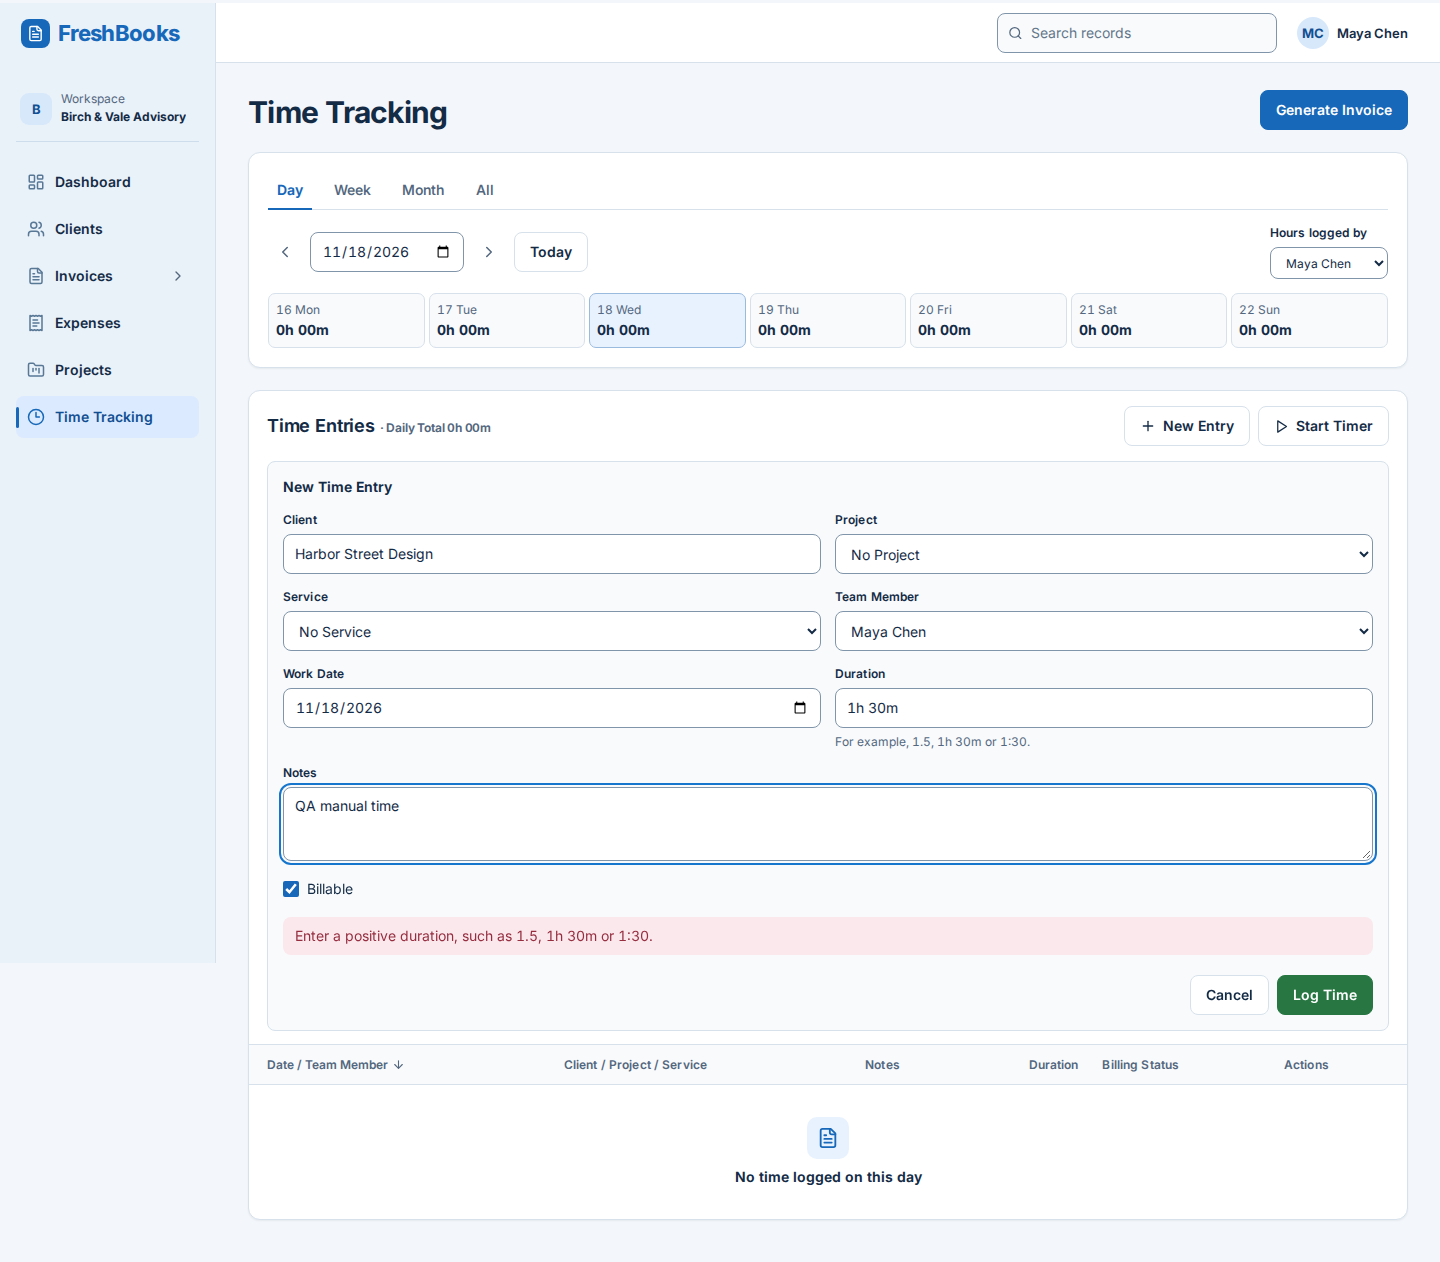 FreshBooks
Search records
MC
Maya Chen
B
Workspace
Birch & Vale Advisory
Dashboard
Clients
Invoices
Expenses
Projects
Time Tracking
Time Tracking
Generate Invoice
Day
Week
Month
All
11/18/2026
Today
Hours logged by
Maya Chen
16 Mon
0h 00m
17 Tue
0h 00m
18 Wed
0h 00m
19 Thu
0h 00m
20 Fri
0h 00m
21 Sat
0h 00m
22 Sun
0h 00m
Time Entries · Daily Total 0h 00m
New Entry
Start Timer
New Time Entry
Client
Harbor Street Design
Project
No Project
Service
No Service
Team Member
Maya Chen
Work Date
11/18/2026
Duration
1h 30m
For example, 1.5, 1h 30m or 1:30.
Notes
QA manual time
Billable
Enter a positive duration, such as 1.5, 1h 30m or 1:30.
Cancel
Log Time
Date / Team Member ↓
Client / Project / Service
Notes
Duration
Billing Status
Actions
No time logged on this day